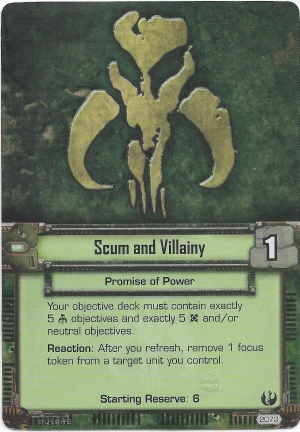 Scum and Villainy
1
Promise of Power
Your objective deck must contain exactly
5 objectives and exactly 5 and/or
neutral objectives.
Reaction: After you refresh, remove 1 focus
token from a target unit you control.
Starting Reserve: 6
2073